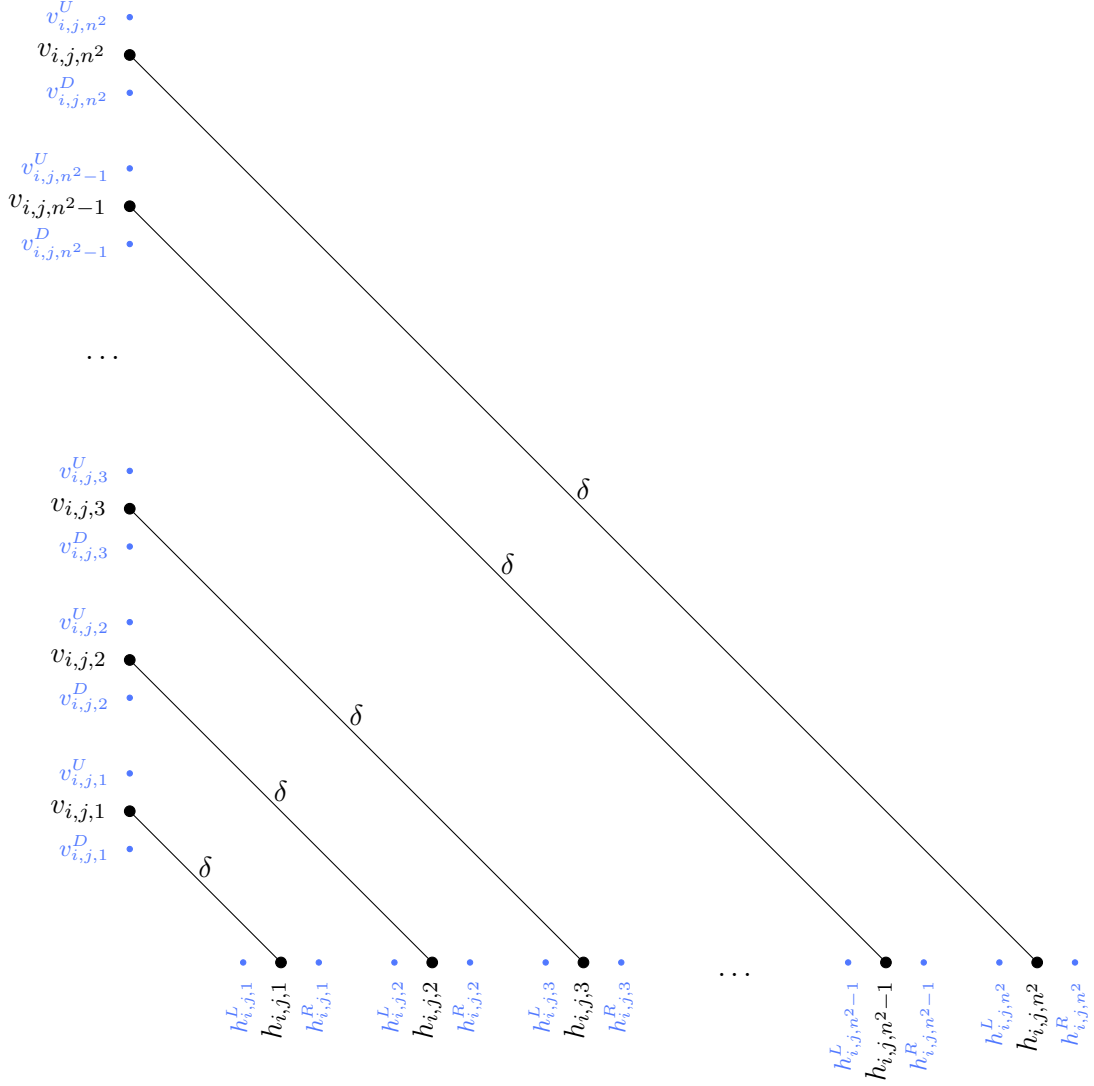 v^U_{i,j,n^2}
v_{i,j,n^2}
v^D_{i,j,n^2}
v^U_{i,j,n^2-1}
v_{i,j,n^2-1}
v^D_{i,j,n^2-1}
...
v^U_{i,j,3}
δ
v_{i,j,3}
v^D_{i,j,3}
δ
v^U_{i,j,2}
v_{i,j,2}
v^D_{i,j,2}
δ
v^U_{i,j,1}
δ
v_{i,j,1}
v^D_{i,j,1}
δ
...
h^L_{i,j,1}
h_{i,j,1}
h^R_{i,j,1}
h^L_{i,j,2}
h_{i,j,2}
h^R_{i,j,2}
h^L_{i,j,3}
h_{i,j,3}
h^R_{i,j,3}
h^L_{i,j,n^2-1}
h_{i,j,n^2-1}
h^R_{i,j,n^2-1}
h^L_{i,j,n^2}
h_{i,j,n^2}
h^R_{i,j,n^2}